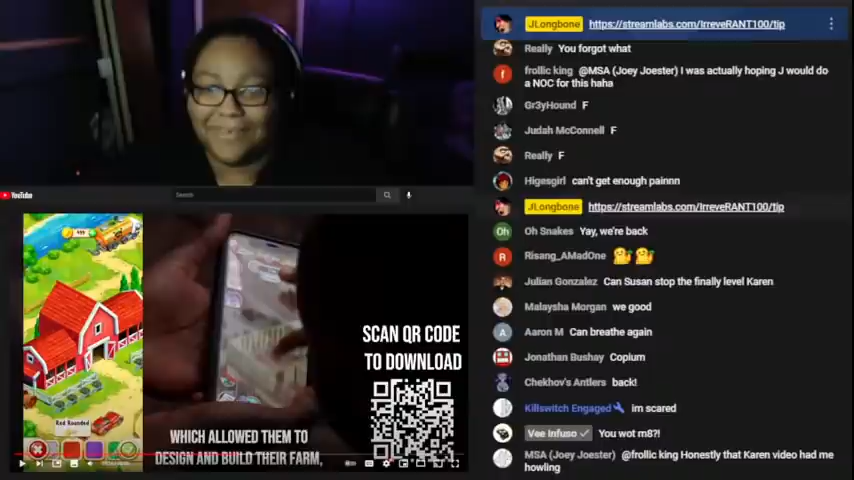 JLongbone https://streamlabs.com/IrreveRANT100/tip
Really You forgot what
frollic king @MSA (Joey Joester) I was actually hoping J would do
a NOC for this haha
Gr3yHound F
Judah McConnell F
Really F
Higesgirl can't get enough painnn
JLongbone https://streamlabs.com/IrreveRANT100/tip
Oh Snakes Yay, we're back
Risang_AMadOne
Julian Gonzalez Can Susan stop the finally level Karen
Malaysha Morgan we good
Aaron M Can breathe again
Jonathan Bushay Copium
Chekhov's Antlers back!
Killswitch Engaged im scared
Vee Infuso You wot m8?!
MSA (Joey Joester) @frollic king Honestly that Karen video had me
howling
YouTube
Search
SCAN QR CODE
TO DOWNLOAD
Red Rounded
WHICH ALLOWED THEM TO
DESIGN AND BUILD THEIR FARM,